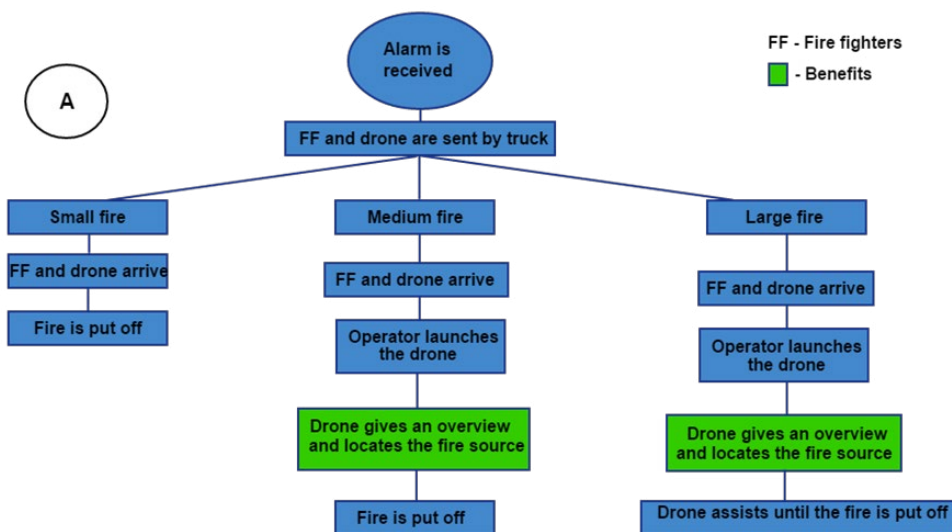 Alarm is
received
FF - Fire fighters
- Benefits
A
FF and drone are sent by truck
Small fire
Medium fire
Large fire
FF and drone arrive
FF and drone arrive
FF and drone arrive
Fire is put off
Operator launches
the drone
Operator launches
the drone
Drone gives an overview
and locates the fire source
Drone gives an overview
and locates the fire source
Fire is put off
Drone assists until the fire is put off